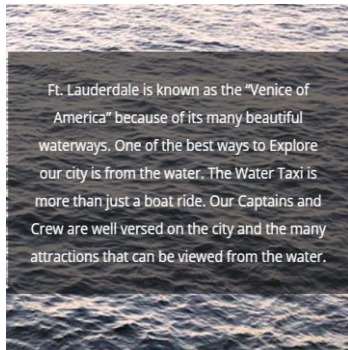 Ft. Lauderdale is known as the “Venice of
America” because of its many beautiful
waterways. One of the best ways to Explore
our city is from the water. The Water Taxi is
more than just a boat ride. Our Captains and
Crew are well versed on the city and the many
attractions that can be viewed from the water.